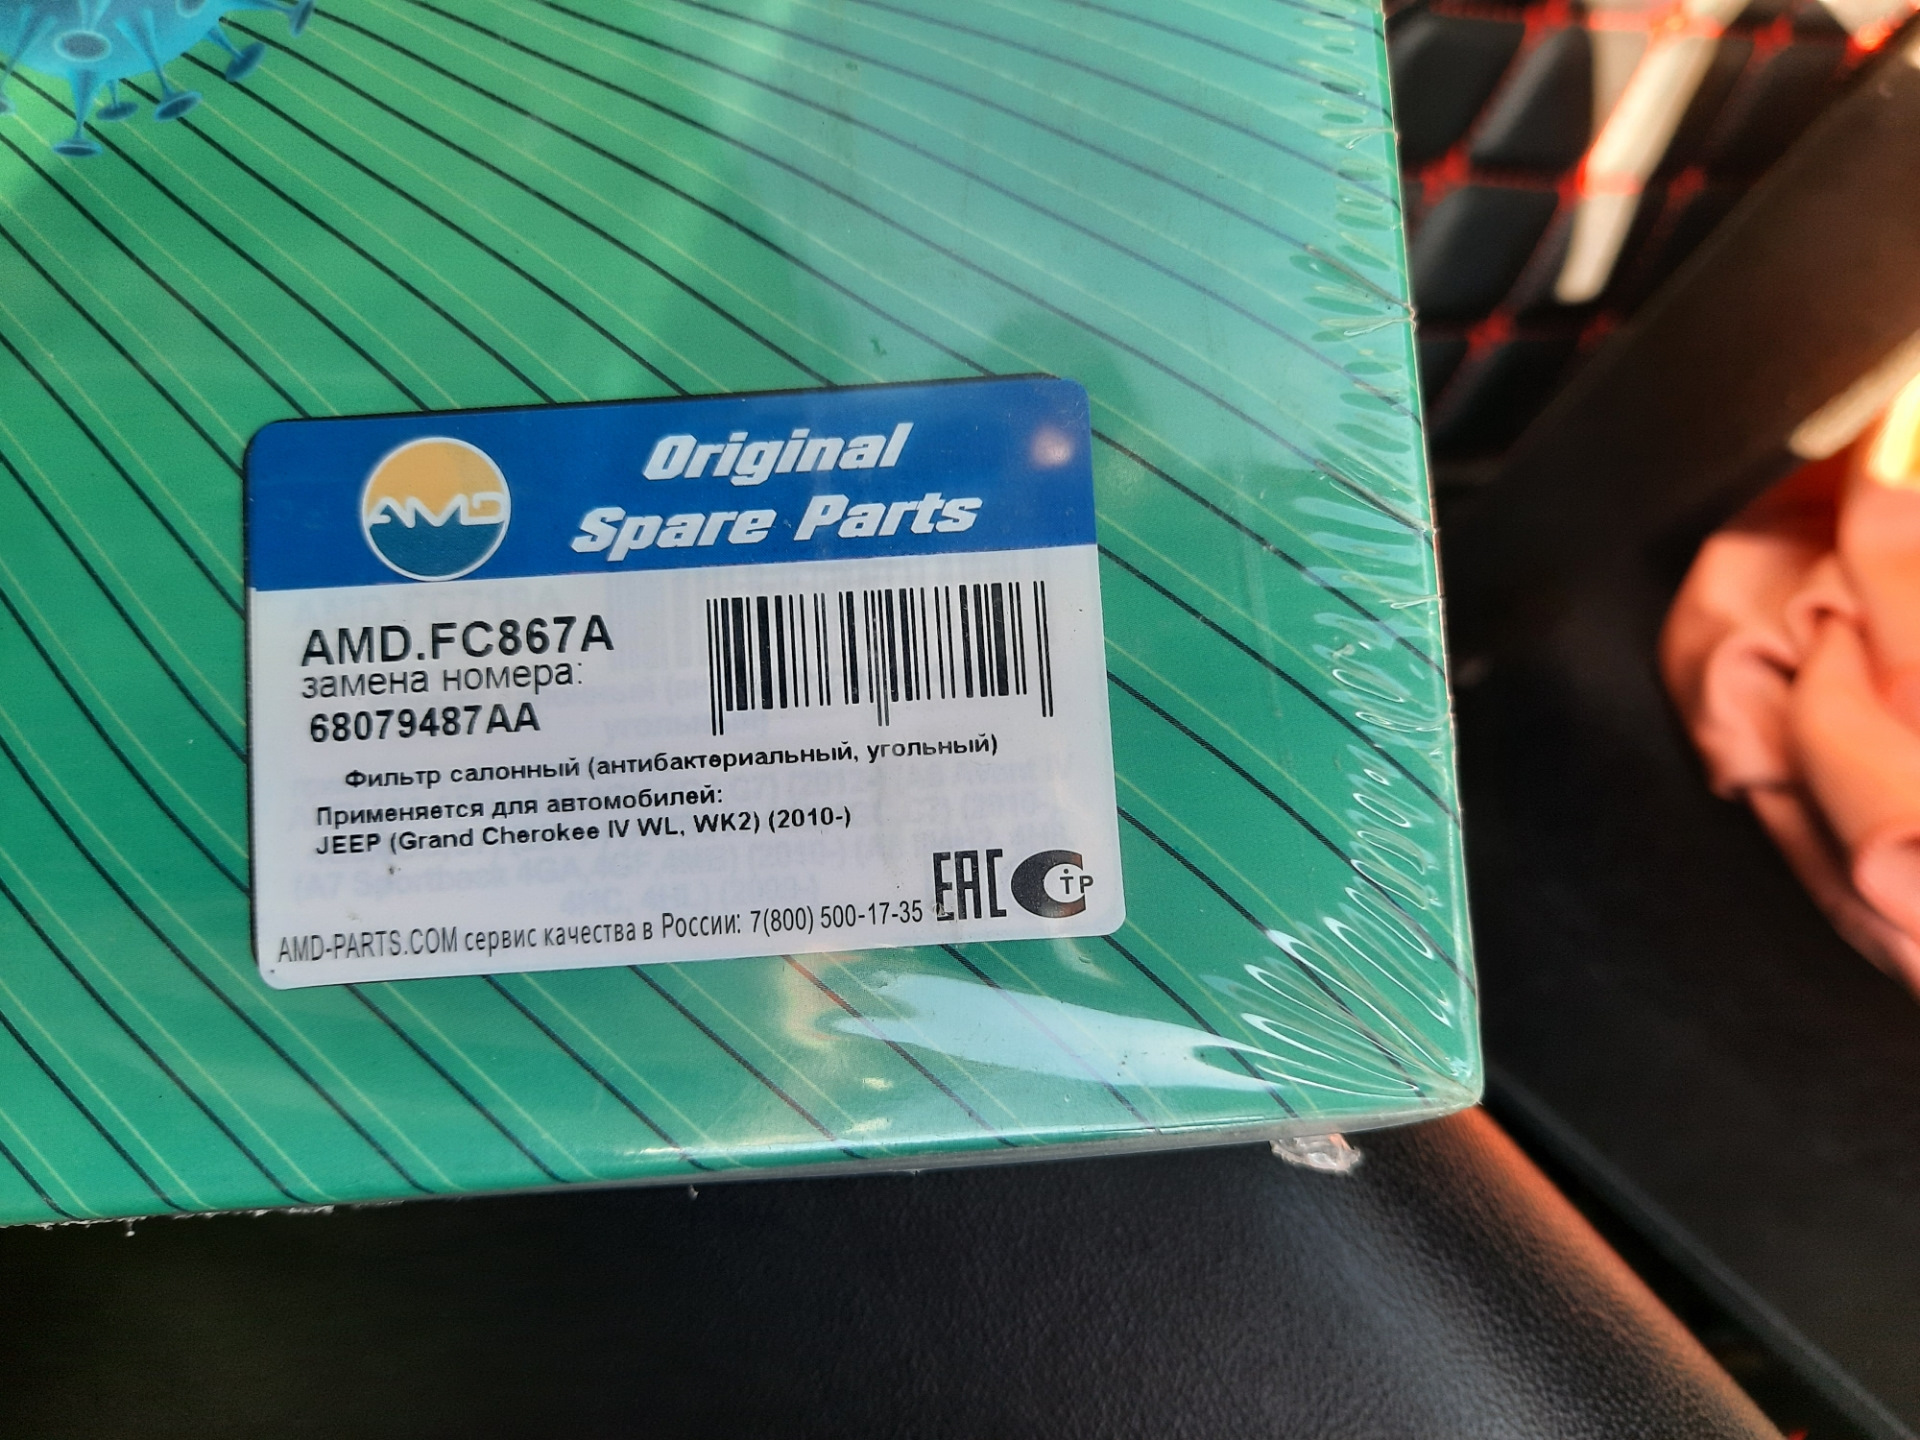 AMD
Original
Spare Parts
AMD.FC867A
замена номера:
68079487AA
Фильтр салонный (антибактериальный, угольный)
Применяется для автомобилей:
JEEP (Grand Cherokee IV WL, WK2) (2010-)
EAC
TP
AMD-PARTS.COM сервис качества в России: 7(800) 500-17-35